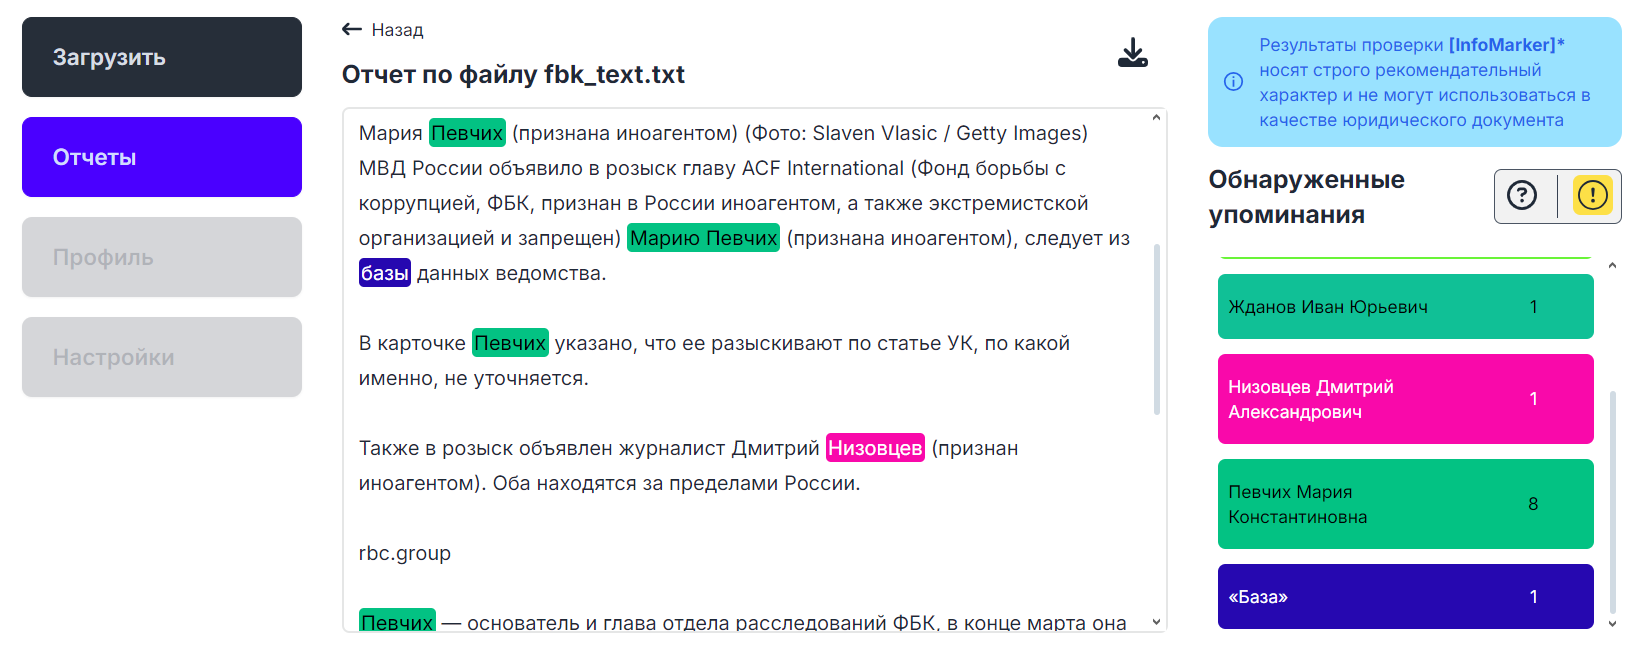 Загрузить
Отчеты
Профиль
Настройки
Назад
Отчет по файлу fbk_text.txt
Мария Певчих (признана иноагентом) (Фото: Slaven Vlasic / Getty Images)
МВД России объявило в розыск главу ACF International (Фонд борьбы с
коррупцией, ФБК, признан в России иноагентом, а также экстремистской
организацией и запрещен) Марию Певчих (признана иноагентом), следует из
базы данных ведомства.
В карточке Певчих указано, что ее разыскивают по статье УК, по какой
именно, не уточняется.
Также в розыск объявлен журналист Дмитрий Низовцев (признан
иноагентом). Оба находятся за пределами России.
rbc.group
Певчих — основатель и глава отдела расследований ФБК, в конце марта она
Результаты проверки [InfoMarker]*
носят строго рекомендательный
характер и не могут использоваться в
качестве юридического документа
Обнаруженные
упоминания
Жданов Иван Юрьевич 1
Низовцев Дмитрий
Александрович 1
Певчих Мария
Константиновна 8
«База» 1